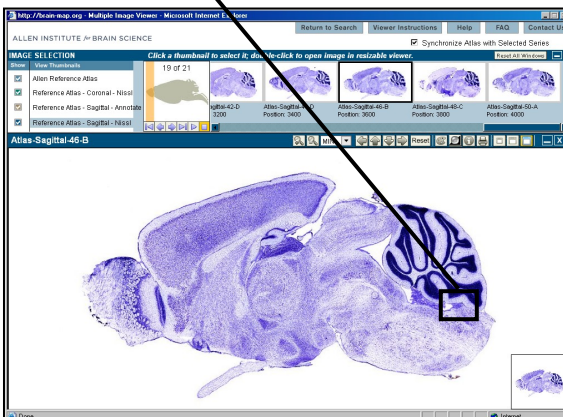 http://brain-map.org - Multiple Image Viewer - Microsoft Internet Explorer
Return to Search Viewer Instructions Help FAQ Contact U
ALLEN INSTITUTE for BRAIN SCIENCE
Synchronize Atlas with Selected Series
IMAGE SELECTION Click a thumbnail to select it; double-click to open image in resizable viewer. Reset All Windows
Show View Thumbnails
19 of 21
Allen Reference Atlas
Reference Atlas - Coronal - Nissl
Reference Atlas - Sagittal - Annotate
Reference Atlas - Sagittal - Nissl
gittal-42-D
3200
Position: 3400
Atlas-Sagittal-46-B
Position: 3600
Atlas-Sagittal-48-C
Position: 3800
Atlas-Sagittal-50-A
Position: 4000
Atlas-Sagittal-46-B
Reset
Done
Internet